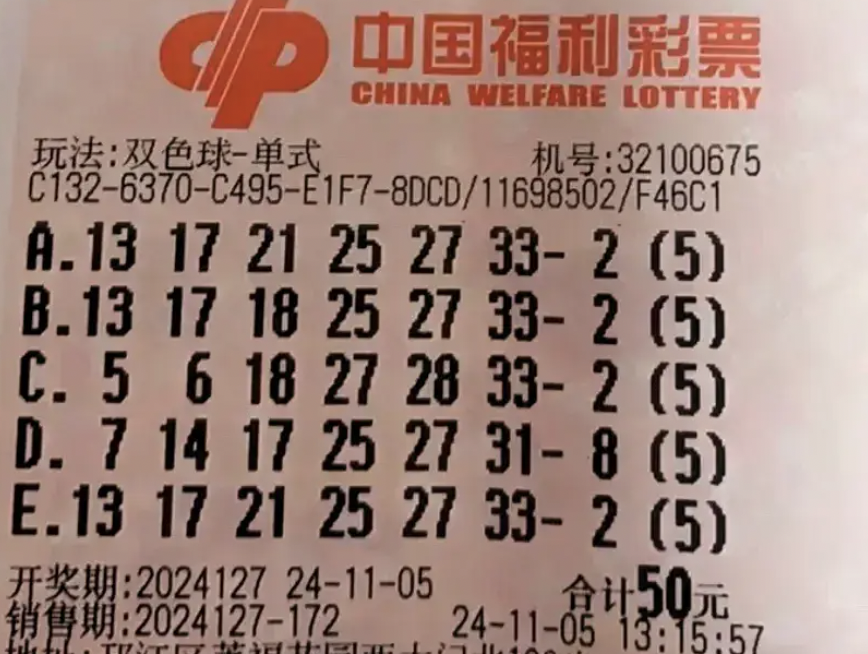 中国福利彩票
CHINA WELFARE LOTTERY
玩法:双色球-单式 机号:32100675
C132-6370-C495-E1F7-8DCD/11698502/F46C1
A.13 17 21 25 27 33- 2 (5)
B.13 17 18 25 27 33- 2 (5)
C. 5 6 18 27 28 33- 2 (5)
D. 7 14 17 25 27 31- 8 (5)
E.13 17 21 25 27 33- 2 (5)
开奖期:2024127 24-11-05 合计50元
销售期:2024127-172 24-11-05 13:15:57